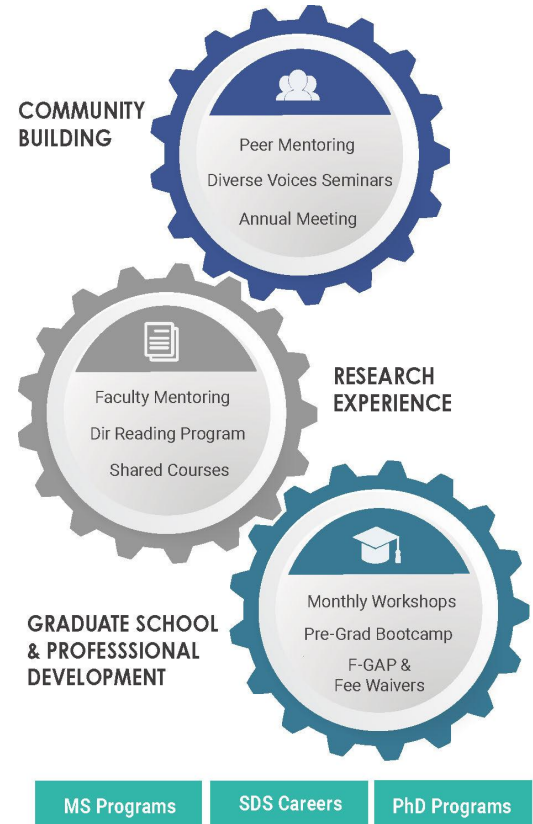 COMMUNITY
BUILDING
Peer Mentoring
Diverse Voices Seminars
Annual Meeting
Faculty Mentoring
Dir Reading Program
Shared Courses
RESEARCH
EXPERIENCE
GRADUATE SCHOOL
& PROFESSSIONAL
DEVELOPMENT
Monthly Workshops
Pre-Grad Bootcamp
F-GAP &
Fee Waivers
MS Programs
SDS Careers
PhD Programs